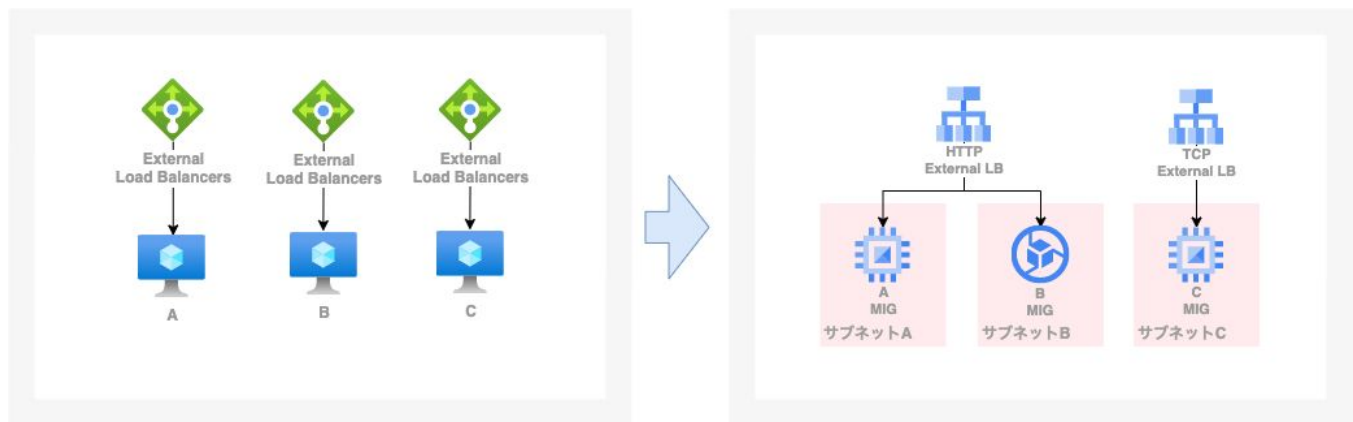 External
Load Balancers
External
Load Balancers
External
Load Balancers
A
B
C
HTTP
External LB
TCP
External LB
A
MIG
サブネットA
B
MIG
サブネットB
C
MIG
サブネットC